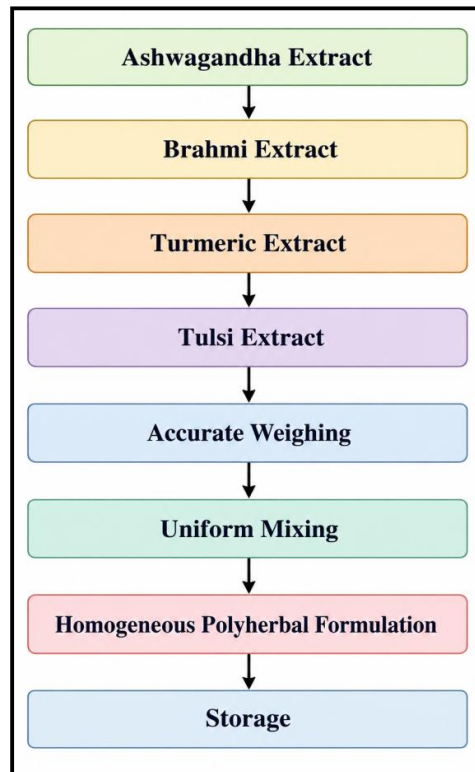 Ashwagandha Extract
Brahmi Extract
Turmeric Extract
Tulsi Extract
Accurate Weighing
Uniform Mixing
Homogeneous Polyherbal Formulation
Storage